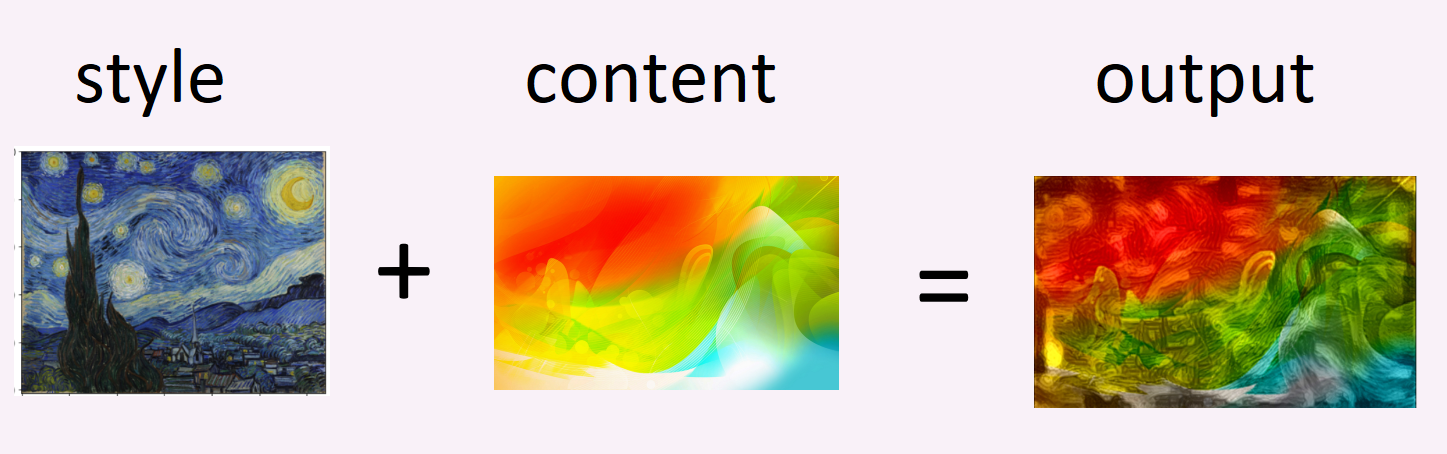 style content output
+ =